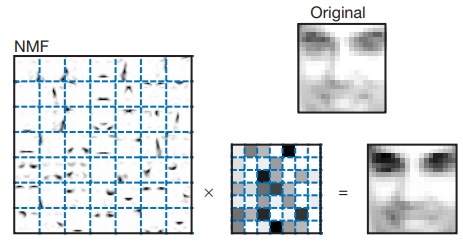 Original
NMF
× =